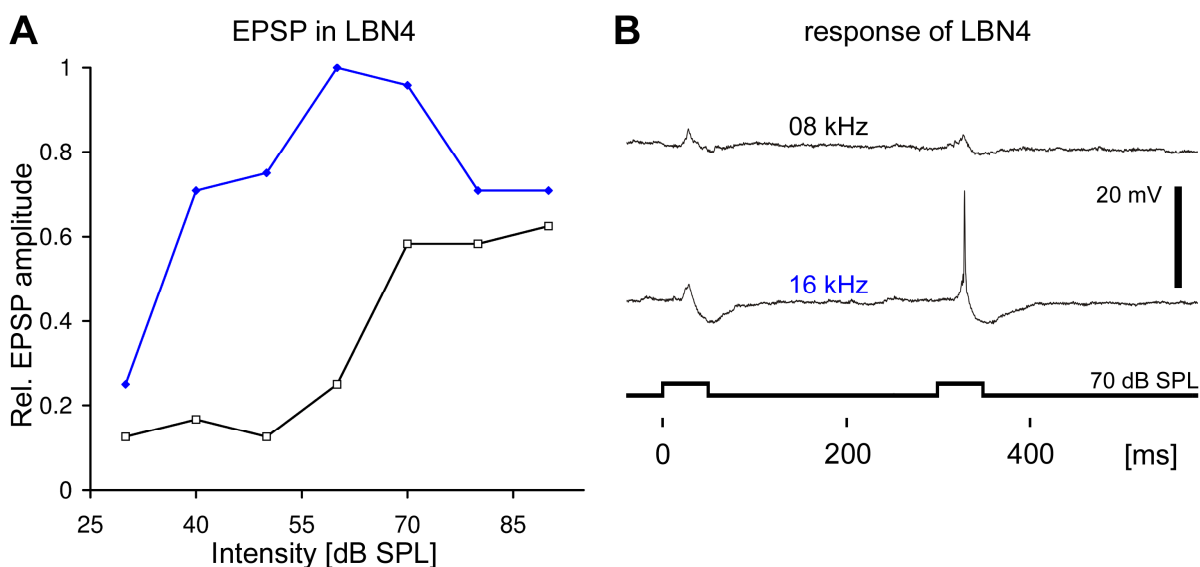 A
EPSP in LBN4
Rel. EPSP amplitude
1
0.8
0.6
0.4
0.2
0
25 40 55 70 85
Intensity [dB SPL]
B
response of LBN4
08 kHz
20 mV
16 kHz
70 dB SPL
0 200 400 [ms]